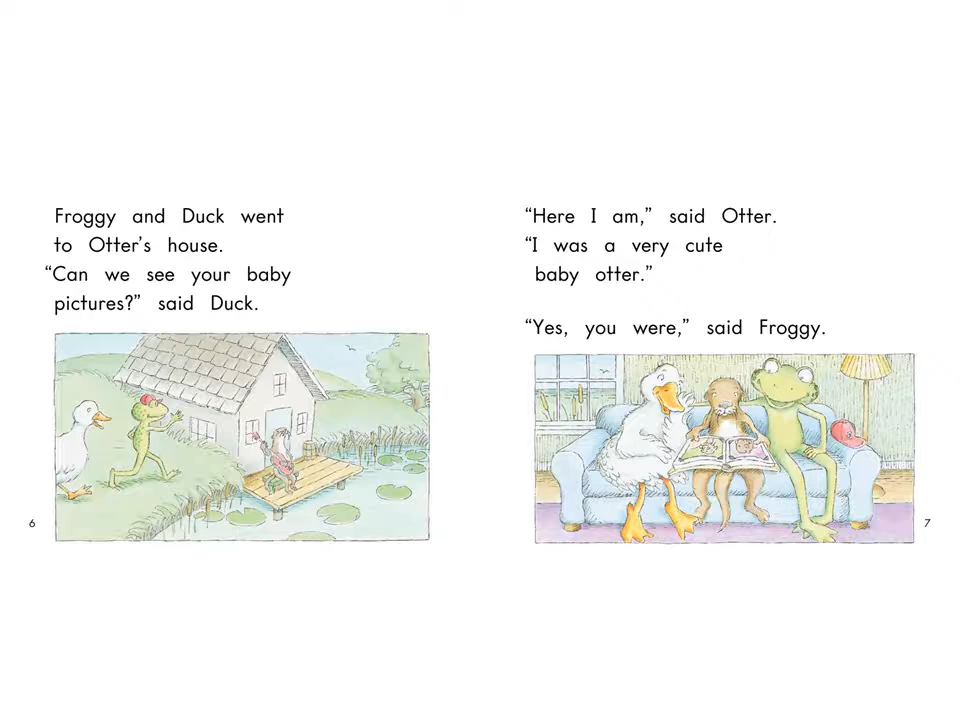 Froggy and Duck went
to Otter's house.
“Can we see your baby
pictures?” said Duck.
6
“Here I am,” said Otter.
“I was a very cute
baby otter.”
“Yes, you were,” said Froggy.
7